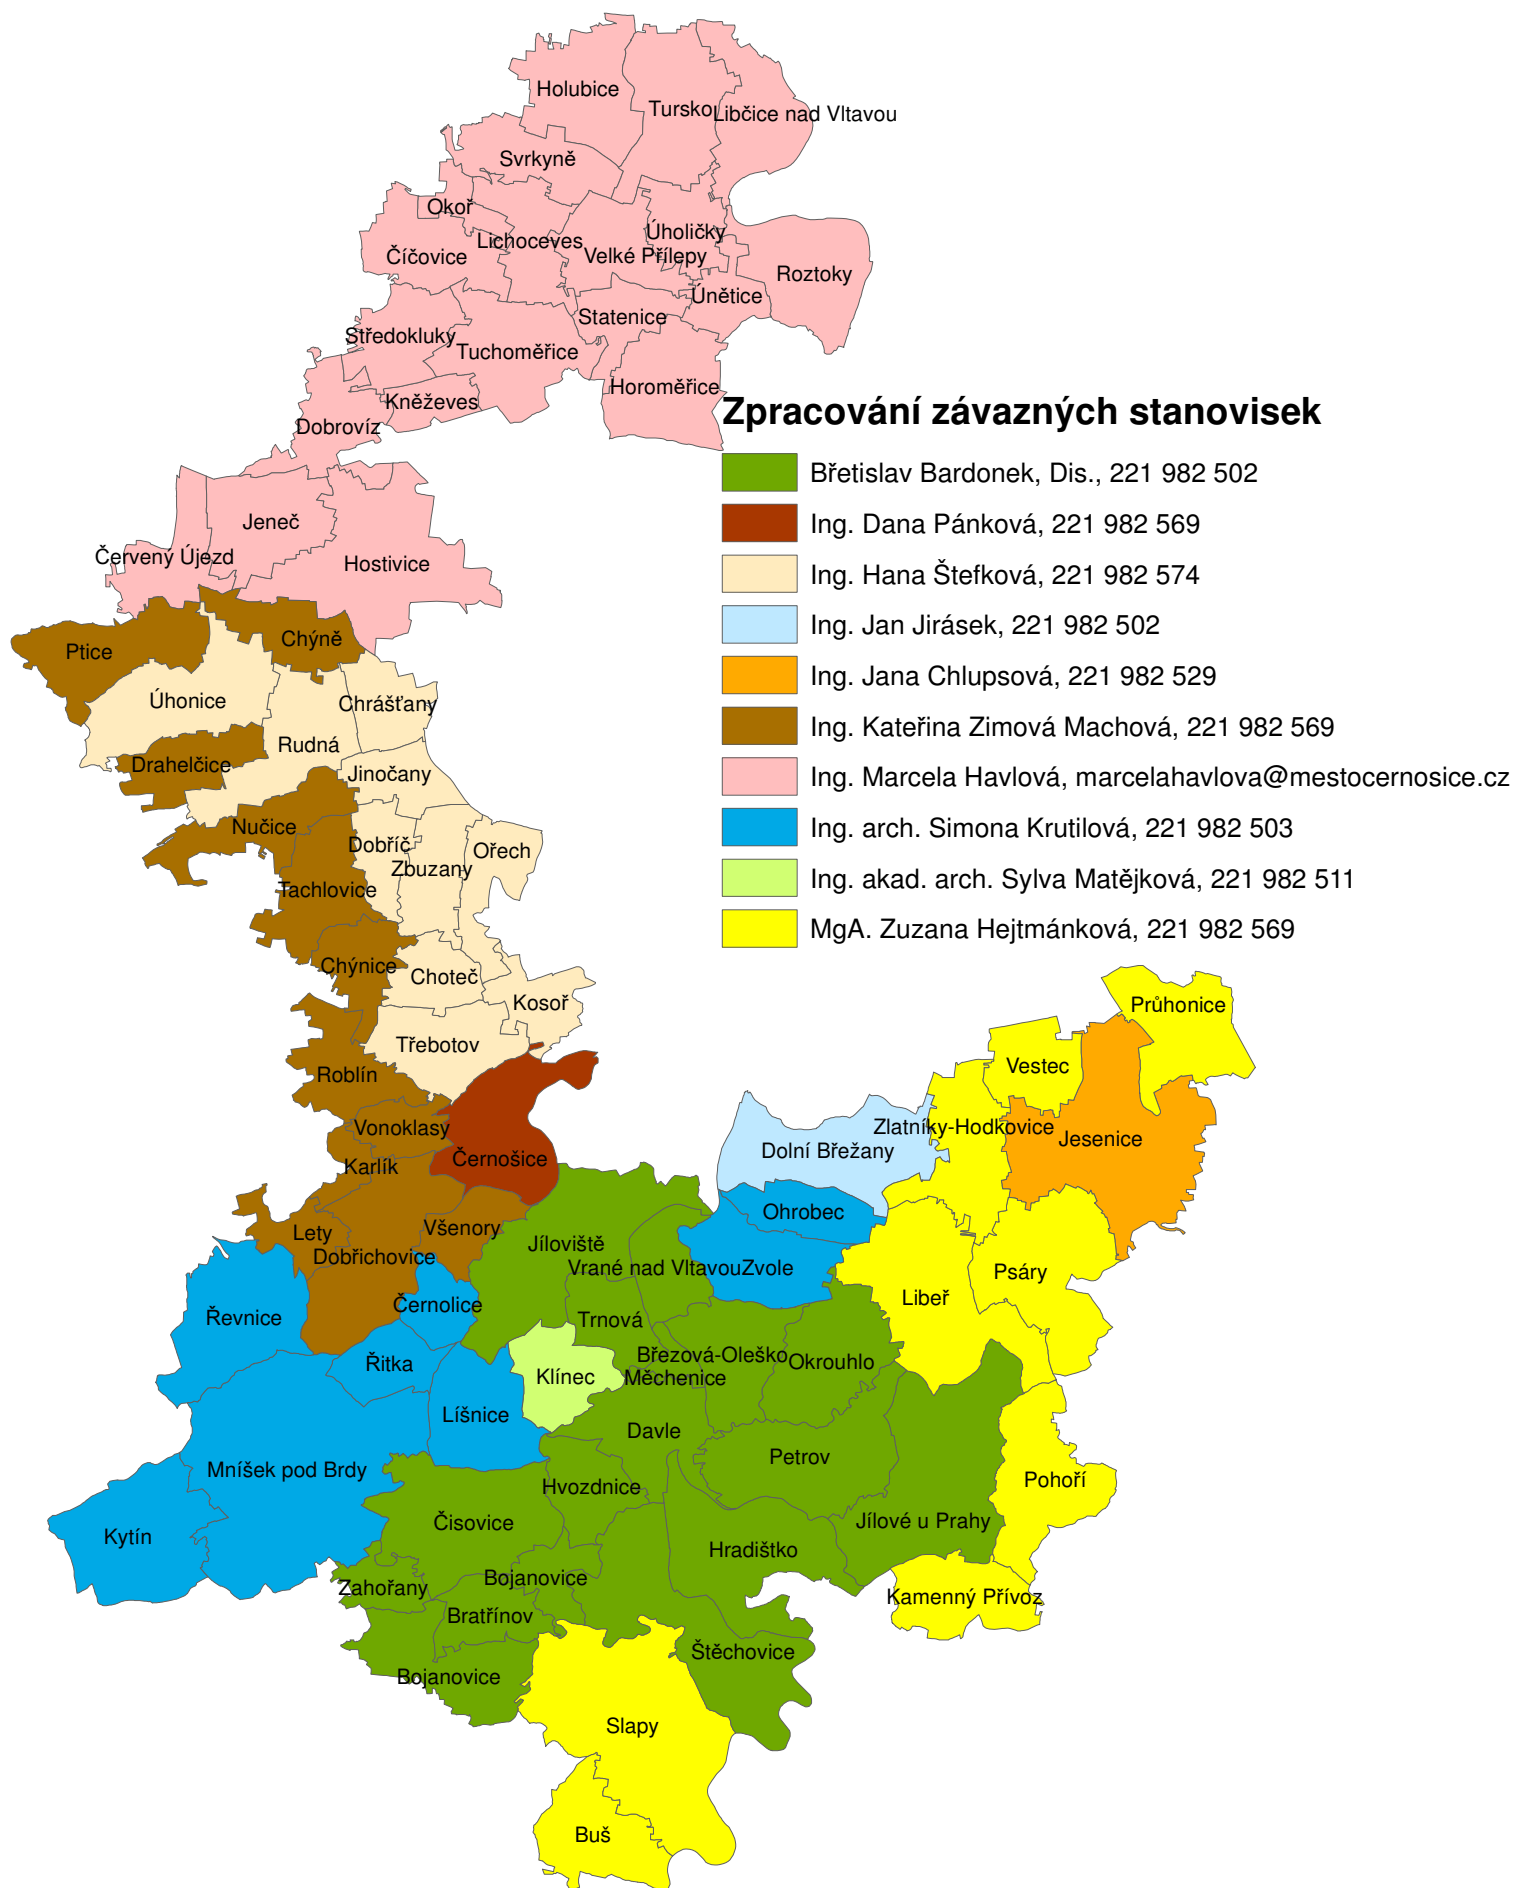 Holubice
Tursko
Libčice nad Vltavou
Svrkyně
Okoř
Úholičky
Lichoceves
Číčovice
Velké Přílepy
Roztoky
Únětice
Statenice
Středokluky
Tuchoměřice
Horoměřice
Kněževes
Dobrovíz
Zpracování závazných stanovisek
Břetislav Bardonek, Dis., 221 982 502
Ing. Dana Pánková, 221 982 569
Ing. Hana Štefková, 221 982 574
Ing. Jan Jirásek, 221 982 502
Ing. Jana Chlupsová, 221 982 529
Ing. Kateřina Zimová Machová, 221 982 569
Ing. Marcela Havlová, marcelahavlova@mestocernosice.cz
Ing. arch. Simona Krutilová, 221 982 503
Ing. akad. arch. Sylva Matějková, 221 982 511
MgA. Zuzana Hejtmánková, 221 982 569
Jeneč
Červený Újezd
Hostivice
Chýně
Ptice
Úhonice
Chrášťany
Rudná
Drahelčice
Jinočany
Nučice
Dobříč
Ořech
Zbuzany
Tachlovice
Chýnice
Choteč
Kosoř
Třebotov
Roblín
Vonoklasy
Černošice
Karlík
Všenory
Lety
Dobřichovice
Průhonice
Vestec
Zlatníky-Hodkovice
Jesenice
Dolní Břežany
Ohrobec
Jíloviště
Vrané nad Vltavou
Zvole
Psáry
Libeř
Černolice
Řevnice
Trnová
Březová-Oleško
Okrouhlo
Řitka
Klínec
Měchenice
Líšnice
Davle
Petrov
Mníšek pod Brdy
Pohoří
Hvozdnice
Čisovice
Jílové u Prahy
Kytín
Hradištko
Bojanovice
Zahořany
Kamenný Přívoz
Bratřínov
Štěchovice
Bojanovice
Slapy
Buš